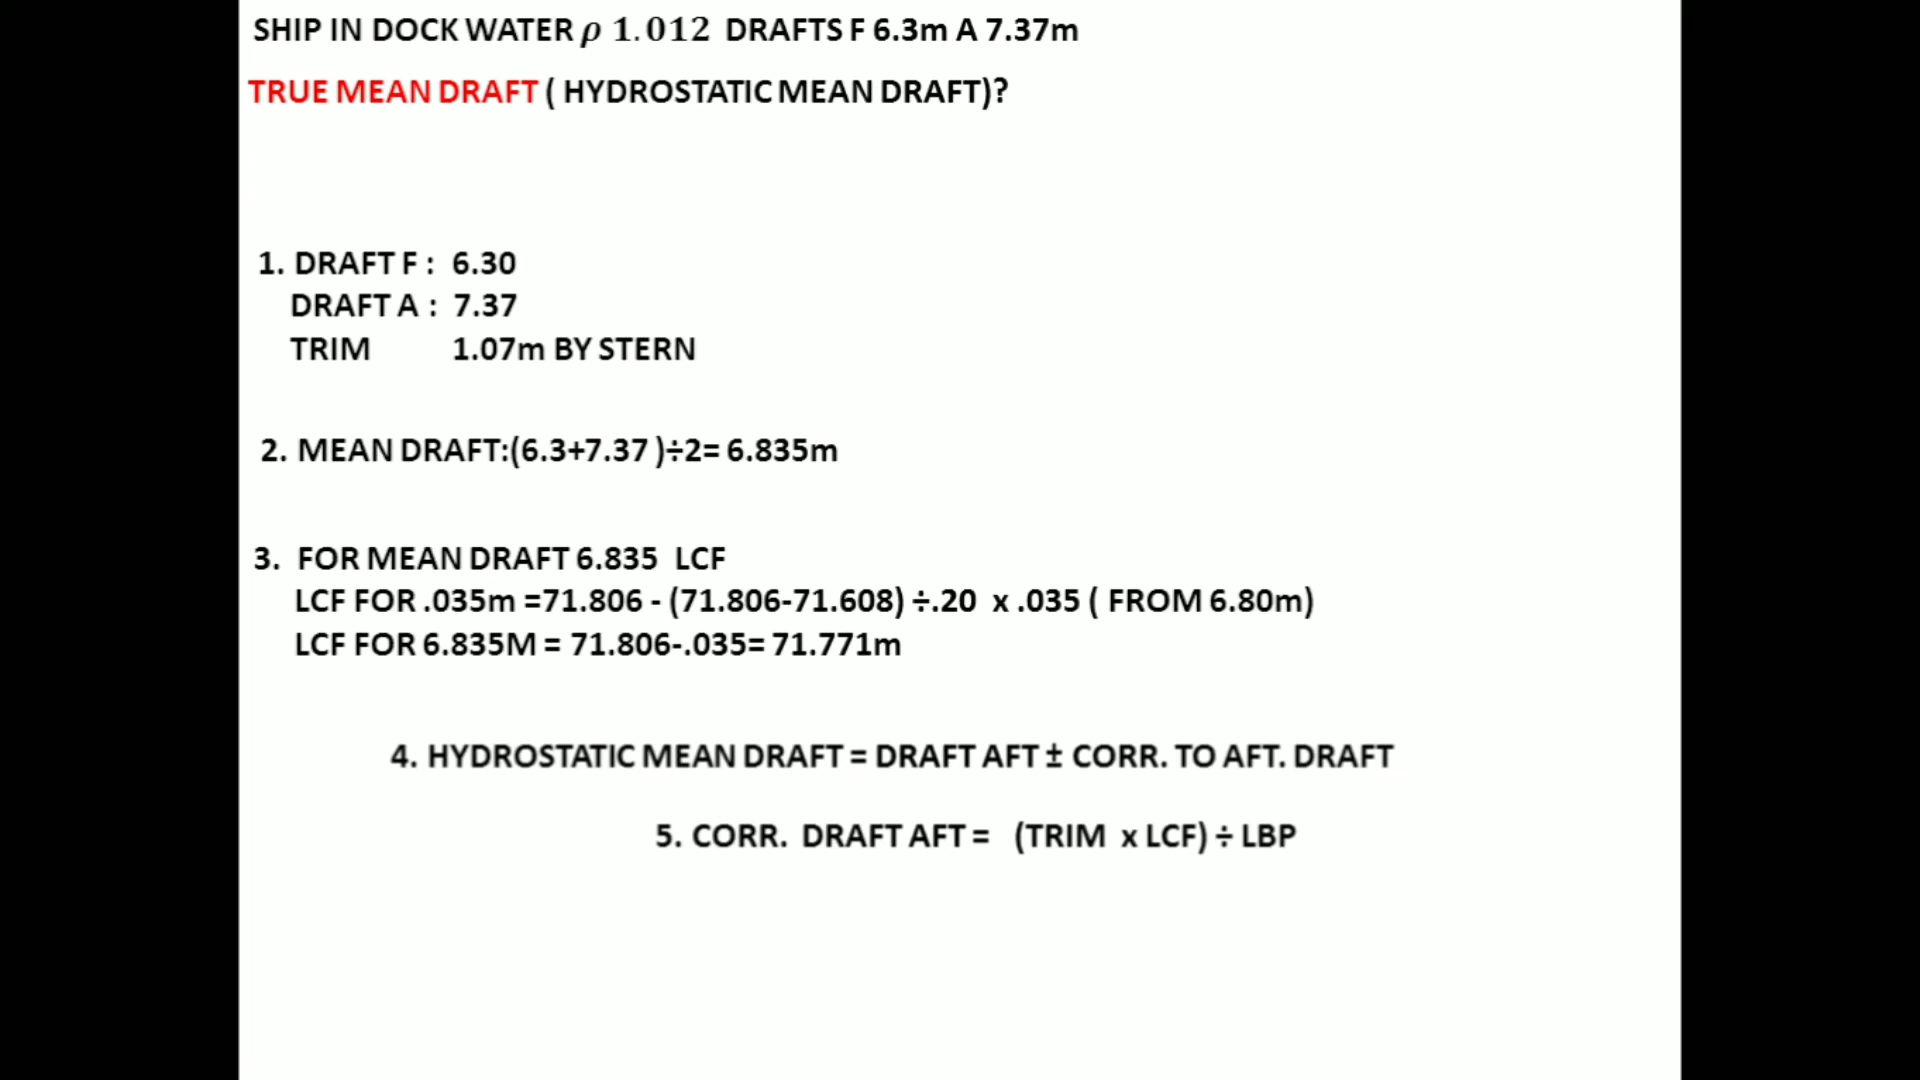 SHIP IN DOCK WATER ρ 1.012 DRAFTS F 6.3m A 7.37m
TRUE MEAN DRAFT ( HYDROSTATIC MEAN DRAFT)?
1. DRAFT F : 6.30
DRAFT A : 7.37
TRIM 1.07m BY STERN
2. MEAN DRAFT:(6.3+7.37 )÷2= 6.835m
3. FOR MEAN DRAFT 6.835 LCF
LCF FOR .035m =71.806 - (71.806-71.608) ÷.20 x .035 ( FROM 6.80m)
LCF FOR 6.835M = 71.806-.035= 71.771m
4. HYDROSTATIC MEAN DRAFT = DRAFT AFT ± CORR. TO AFT. DRAFT
5. CORR. DRAFT AFT = (TRIM x LCF) ÷ LBP